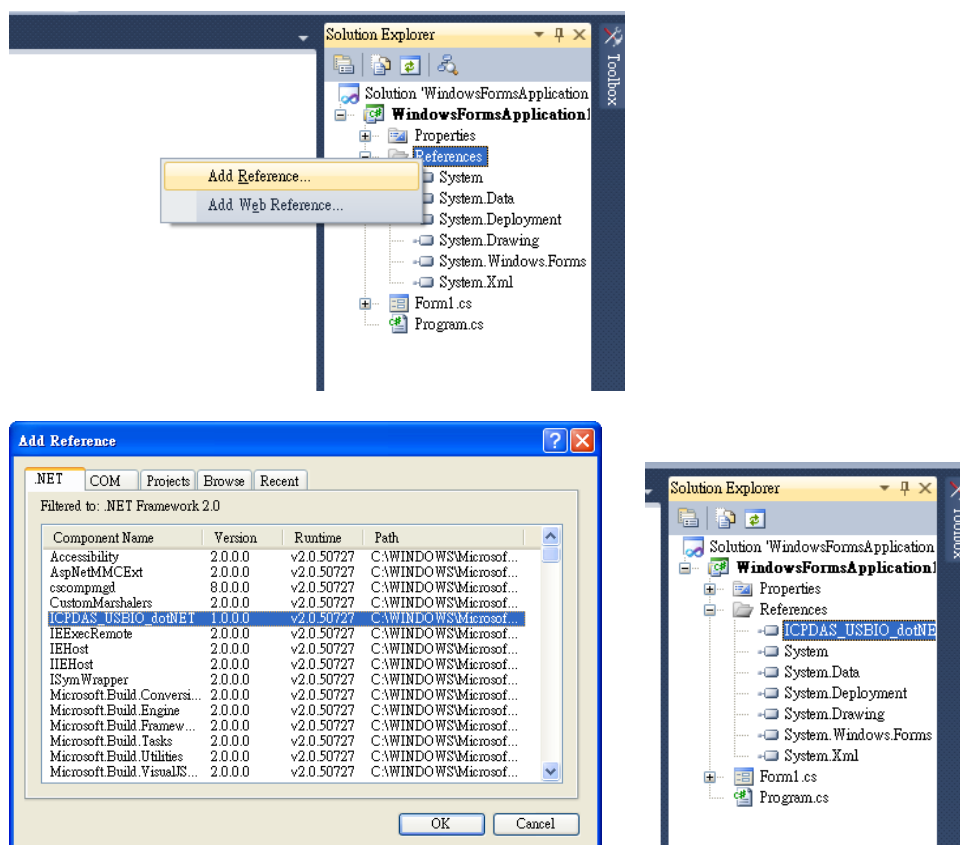 Solution Explorer
Toolbox
Solution 'WindowsFormsApplication
WindowsFormsApplication1
Properties
References
Add Reference...
System
System.Data
Add Web Reference...
System.Deployment
System.Drawing
System.Windows.Forms
System.Xml
Form1.cs
Program.cs
Add Reference
.NET COM Projects Browse Recent
Filtered to: .NET Framework 2.0
Component Name Version Runtime Path
Accessibility 2.0.0.0 v2.0.50727 C:\WINDOWS\Microsof...
AspNetMMCExt 2.0.0.0 v2.0.50727 C:\WINDOWS\Microsof...
cscompmgd 8.0.0.0 v2.0.50727 C:\WINDOWS\Microsof...
CustomMarshalers 2.0.0.0 v2.0.50727 C:\WINDOWS\Microsof...
ICPDAS_USBIO_dotNET 1.0.0.0 v2.0.50727 C:\WINDOWS\Microsof...
IEExecRemote 2.0.0.0 v2.0.50727 C:\WINDOWS\Microsof...
IEHost 2.0.0.0 v2.0.50727 C:\WINDOWS\Microsof...
IIEHost 2.0.0.0 v2.0.50727 C:\WINDOWS\Microsof...
ISymWrapper 2.0.0.0 v2.0.50727 C:\WINDOWS\Microsof...
Microsoft.Build.Conversi... 2.0.0.0 v2.0.50727 C:\WINDOWS\Microsof...
Microsoft.Build.Engine 2.0.0.0 v2.0.50727 C:\WINDOWS\Microsof...
Microsoft.Build.Framew... 2.0.0.0 v2.0.50727 C:\WINDOWS\Microsof...
Microsoft.Build.Tasks 2.0.0.0 v2.0.50727 C:\WINDOWS\Microsof...
Microsoft.Build.Utilities 2.0.0.0 v2.0.50727 C:\WINDOWS\Microsof...
Microsoft.Build.VisualJS... 2.0.0.0 v2.0.50727 C:\WINDOWS\Microsof...
OK Cancel
Solution Explorer
Toolbox
Solution 'WindowsFormsApplication
WindowsFormsApplication1
Properties
References
ICPDAS_USBIO_dotNE
System
System.Data
System.Deployment
System.Drawing
System.Windows.Forms
System.Xml
Form1.cs
Program.cs